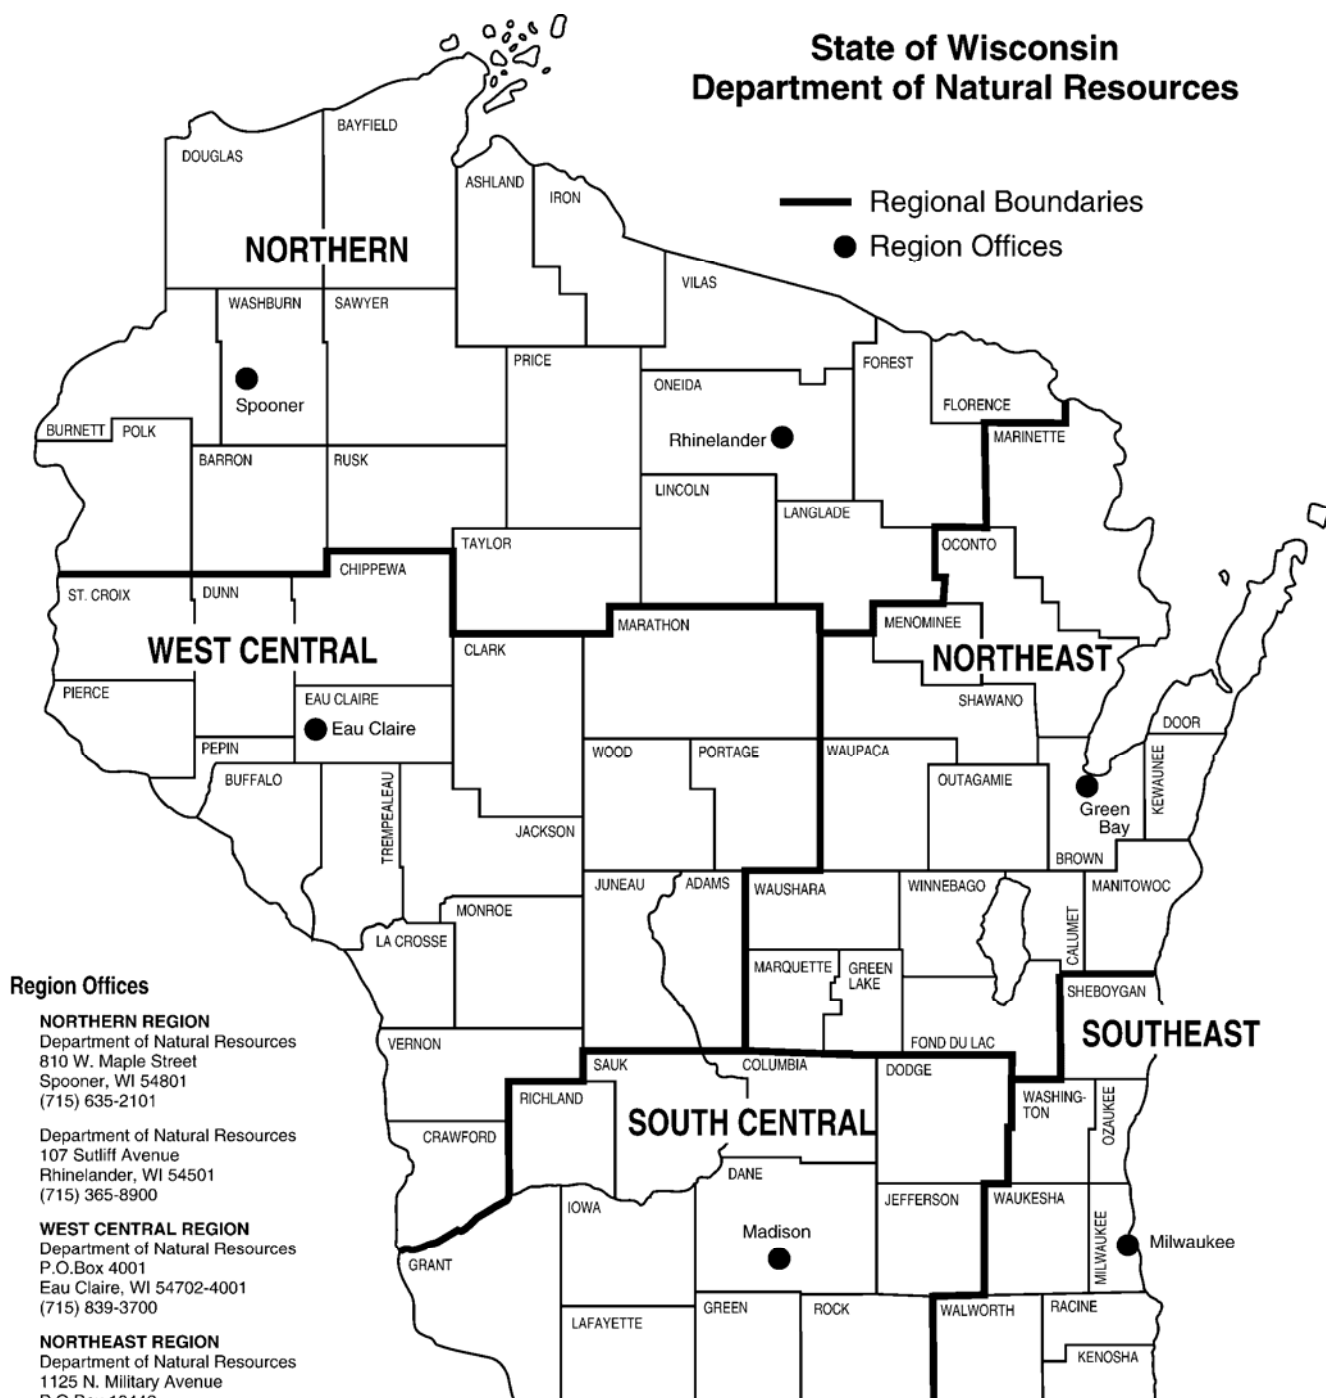 State of Wisconsin
Department of Natural Resources
Regional Boundaries
Region Offices
BAYFIELD
DOUGLAS
ASHLAND
IRON
NORTHERN
VILAS
WASHBURN
SAWYER
PRICE
FOREST
ONEIDA
Spooner
FLORENCE
BURNETT
POLK
MARINETTE
Rhinelander
BARRON
RUSK
LINCOLN
LANGLADE
TAYLOR
OCONTO
CHIPPEWA
ST. CROIX
DUNN
MARATHON
MENOMINEE
WEST CENTRAL
CLARK
NORTHEAST
PIERCE
EAU CLAIRE
SHAWANO
Eau Claire
DOOR
PEPIN
WOOD
PORTAGE
WAUPACA
BUFFALO
OUTAGAMIE
KEWAUNEE
TREMPEALEAU
Green
Bay
JACKSON
BROWN
JUNEAU
ADAMS
WAUSHARA
WINNEBAGO
MANITOWOC
MONROE
CALUMET
LA CROSSE
MARQUETTE
GREEN
LAKE
SHEBOYGAN
SOUTHEAST
VERNON
FOND DU LAC
SAUK
COLUMBIA
DODGE
RICHLAND
WASHING-
TON
OZAUKEE
SOUTH CENTRAL
CRAWFORD
DANE
IOWA
JEFFERSON
WAUKESHA
Madison
MILWAUKEE
Milwaukee
GRANT
LAFAYETTE
GREEN
ROCK
WALWORTH
RACINE
KENOSHA
Region Offices
NORTHERN REGION
Department of Natural Resources
810 W. Maple Street
Spooner, WI 54801
(715) 635-2101
Department of Natural Resources
107 Sutliff Avenue
Rhinelander, WI 54501
(715) 365-8900
WEST CENTRAL REGION
Department of Natural Resources
P.O.Box 4001
Eau Claire, WI 54702-4001
(715) 839-3700
NORTHEAST REGION
Department of Natural Resources
1125 N. Military Avenue